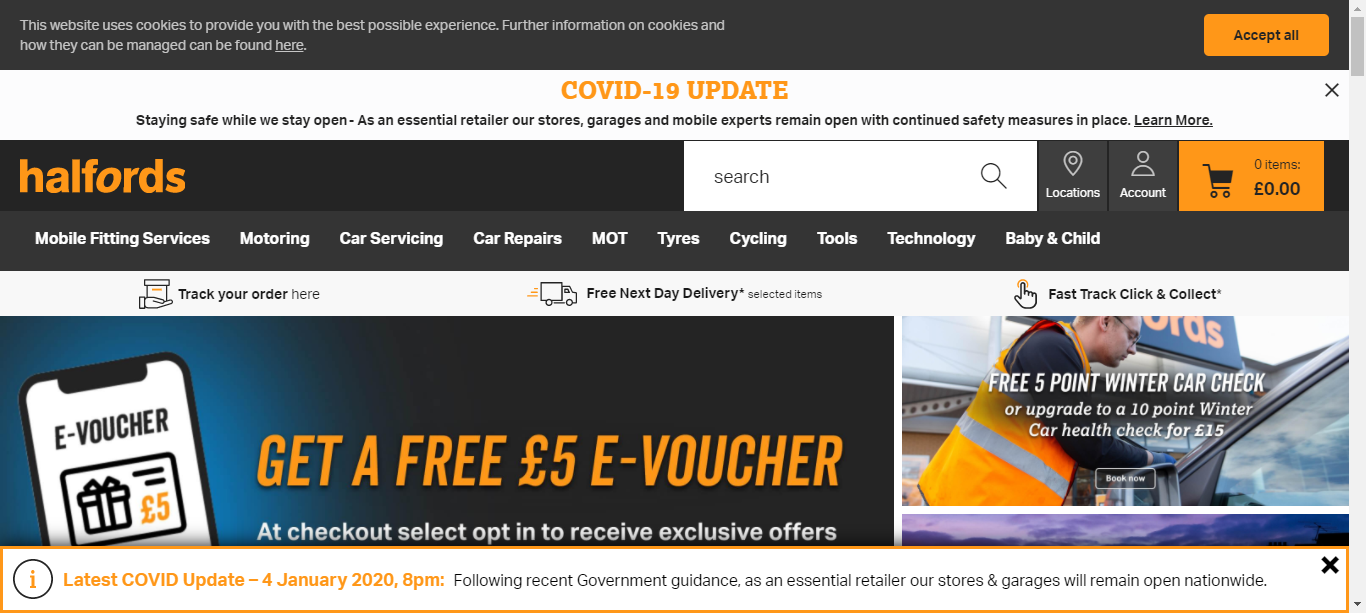 This website uses cookies to provide you with the best possible experience. Further information on cookies and
how they can be managed can be found here.
Accept all
COVID-19 UPDATE
Staying safe while we stay open - As an essential retailer our stores, garages and mobile experts remain open with continued safety measures in place. Learn More.
halfords
search
Locations
Account
0 items:
£0.00
Mobile Fitting Services Motoring Car Servicing Car Repairs MOT Tyres Cycling Tools Technology Baby & Child
Track your order here
Free Next Day Delivery* selected items
Fast Track Click & Collect*
E-VOUCHER
£5
GET A FREE £5 E-VOUCHER
At checkout select opt in to receive exclusive offers
ords
FREE 5 POINT WINTER CAR CHECK
or upgrade to a 10 point Winter
Car health check for £15
Book now
Latest COVID Update – 4 January 2020, 8pm: Following recent Government guidance, as an essential retailer our stores & garages will remain open nationwide.